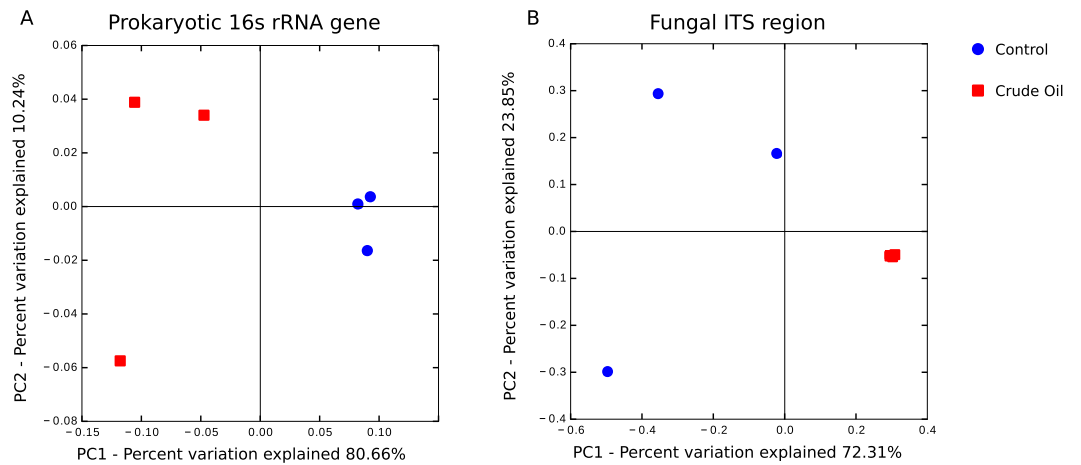 A
Prokaryotic 16s rRNA gene
0.06
0.04
0.02
0.00
−0.02
−0.04
−0.06
−0.08
−0.15
−0.10
−0.05
0.00
0.05
0.10
PC2 - Percent variation explained 10.24%
PC1 - Percent variation explained 80.66%
B
Fungal ITS region
0.4
0.3
0.2
0.1
0.0
−0.1
−0.2
−0.3
−0.4
−0.6
−0.4
−0.2
0.0
0.2
0.4
PC2 - Percent variation explained 23.85%
PC1 - Percent variation explained 72.31%
Control
Crude Oil